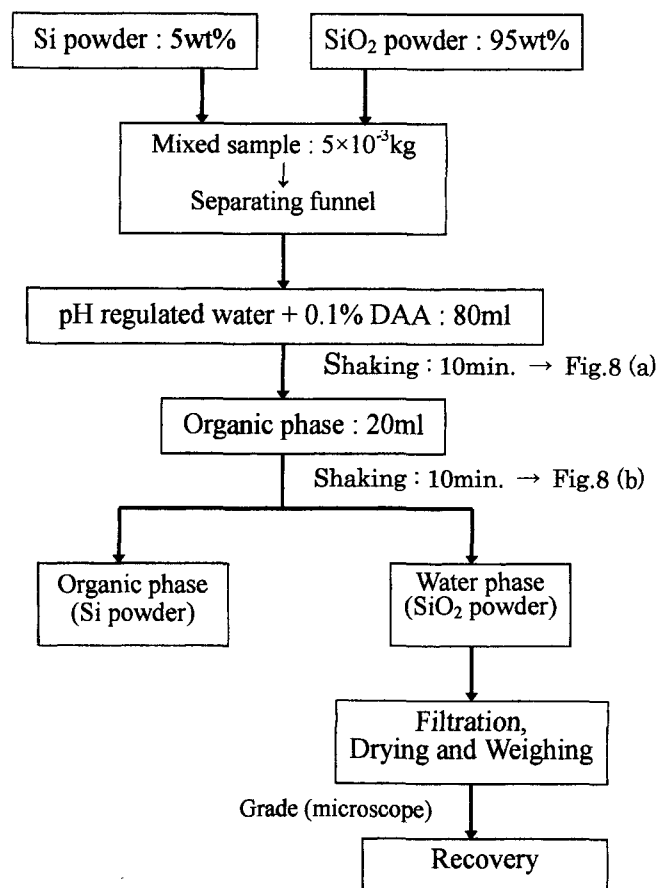 Si powder : 5wt%
SiO₂ powder : 95wt%
Mixed sample : 5×10⁻³kg
↓
Separating funnel
pH regulated water + 0.1% DAA : 80ml
Shaking : 10min. → Fig.8 (a)
Organic phase : 20ml
Shaking : 10min. → Fig.8 (b)
Organic phase
(Si powder)
Water phase
(SiO₂ powder)
Filtration,
Drying and Weighing
Grade (microscope)
Recovery